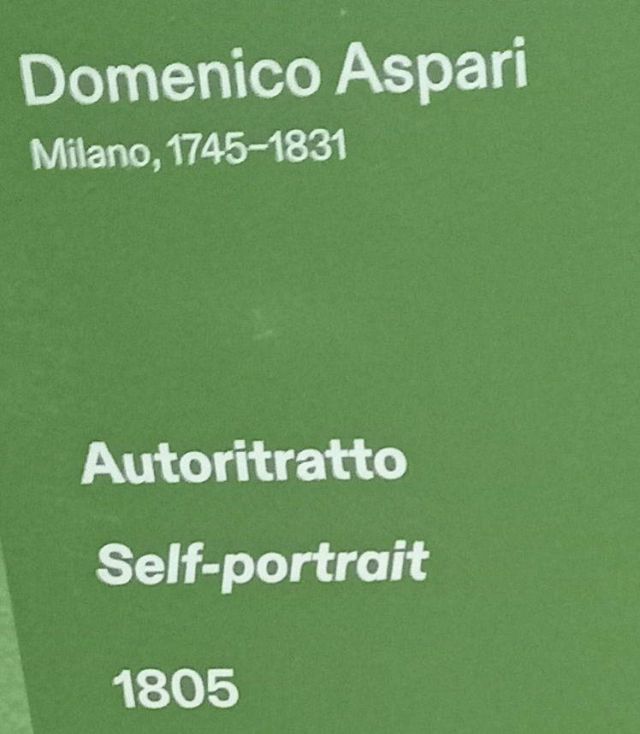 Domenico Aspari
Milano, 1745–1831
Autoritratto
Self-portrait
1805